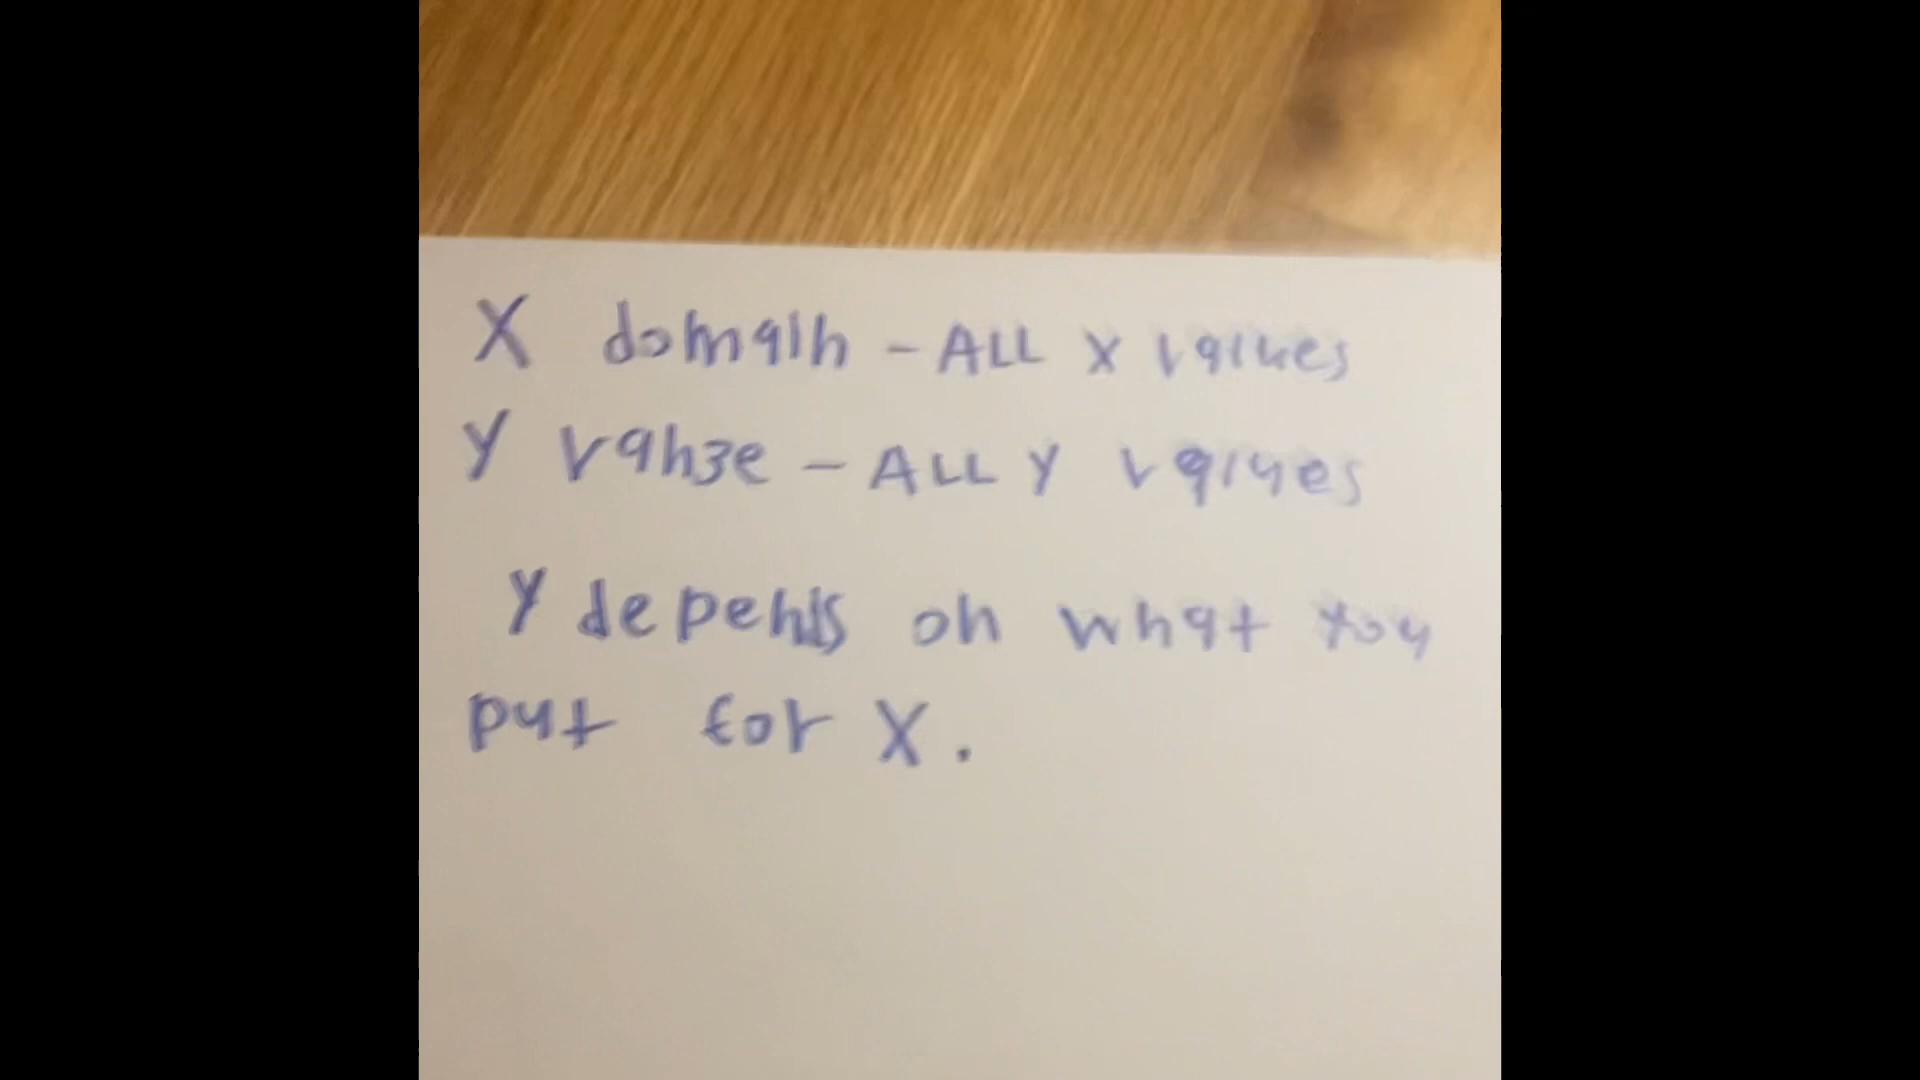 X domain - ALL X values
Y range - ALL Y values
Y depends on what you
put for X.